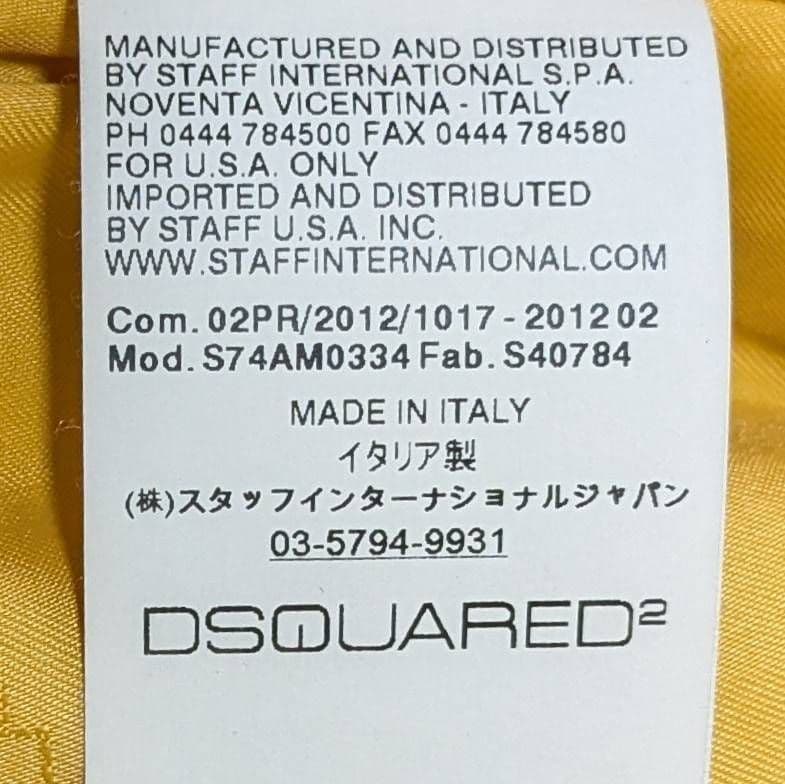 MANUFACTURED AND DISTRIBUTED
BY STAFF INTERNATIONAL S.P.A.
NOVENTA VICENTINA - ITALY
PH 0444 784500 FAX 0444 784580
FOR U.S.A. ONLY
IMPORTED AND DISTRIBUTED
BY STAFF U.S.A. INC.
WWW.STAFFINTERNATIONAL.COM
Com. 02PR/2012/1017 - 2012 02
Mod. S74AM0334 Fab. S40784
MADE IN ITALY
イタリア製
(株)スタッフインターナショナルジャパン
03-5794-9931
DSQUARED²